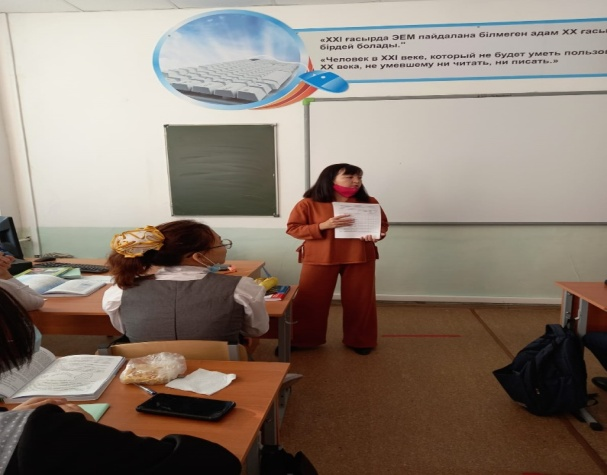 «XXI ғасырда ЭЕМ пайдалана білмеген адам XX ғасы
бірдей болады."
«Человек в XXI веке, который не будет уметь пользо
XX века, не умевшему ни читать, ни писать.»